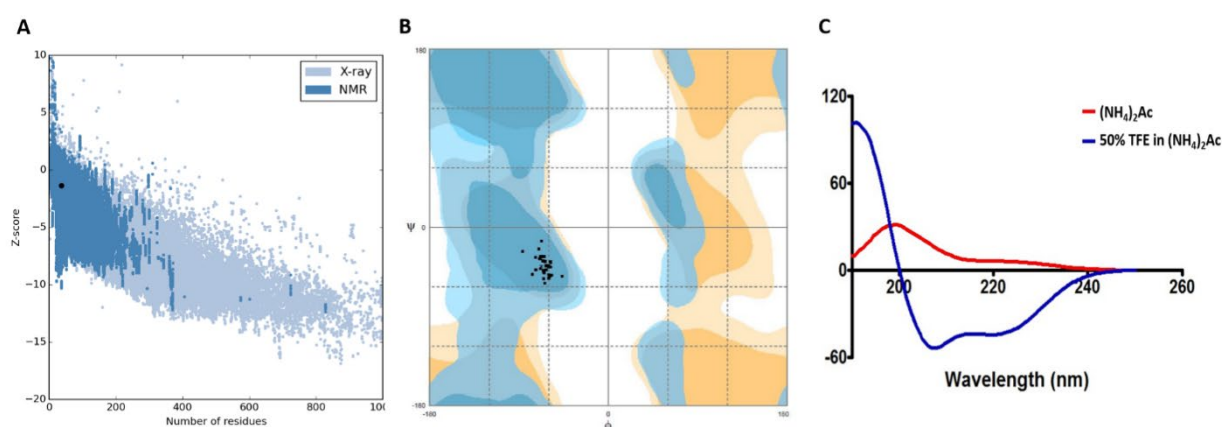 A
10
5
0
−5
−10
−15
−20
Z-score
0
200
400
600
800
1000
Number of residues
X-ray
NMR
B
180
Ψ
0
-180
-180
0
180
C
120
60
0
-60
200
220
240
260
Wavelength (nm)
(NH₄)₂Ac
50% TFE in (NH₄)₂Ac